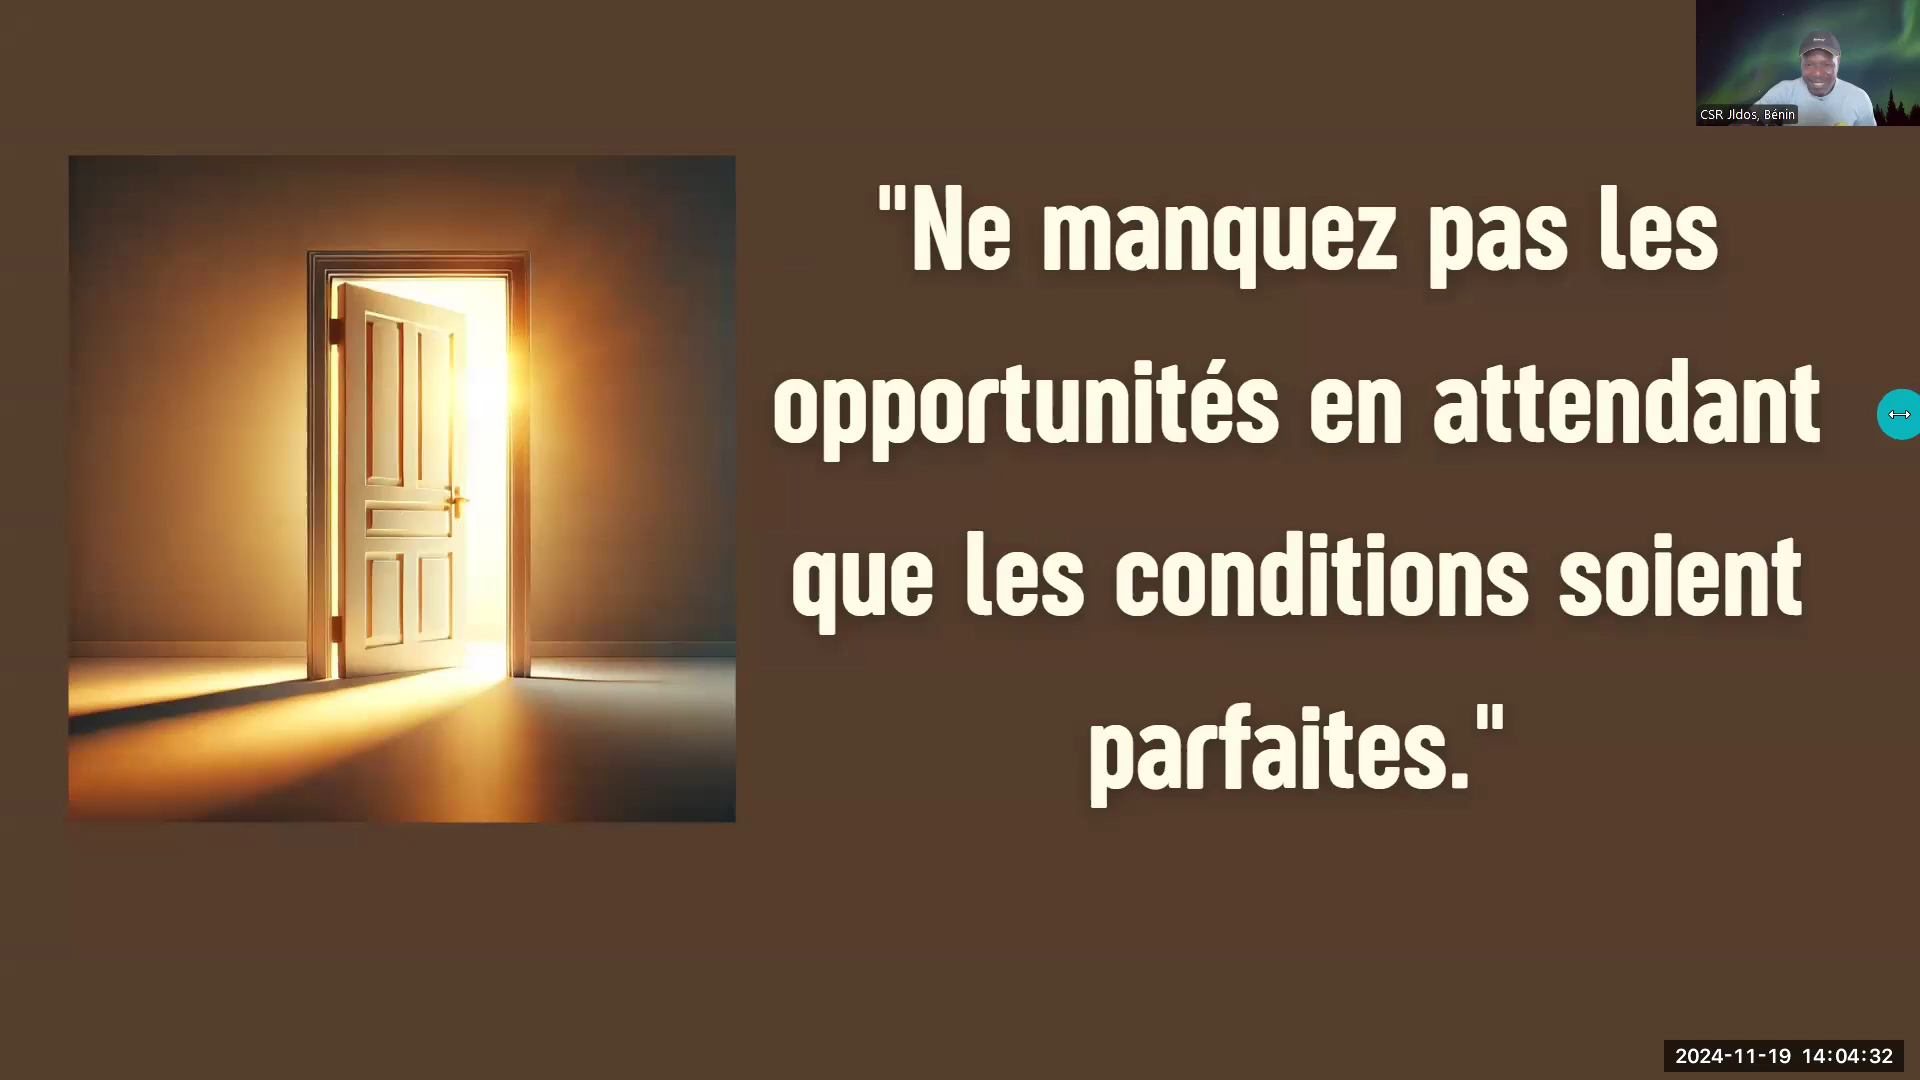 CSR Jldos, Bénin
"Ne manquez pas les
opportunités en attendant
que les conditions soient
parfaites."
2024-11-19 14:04:32